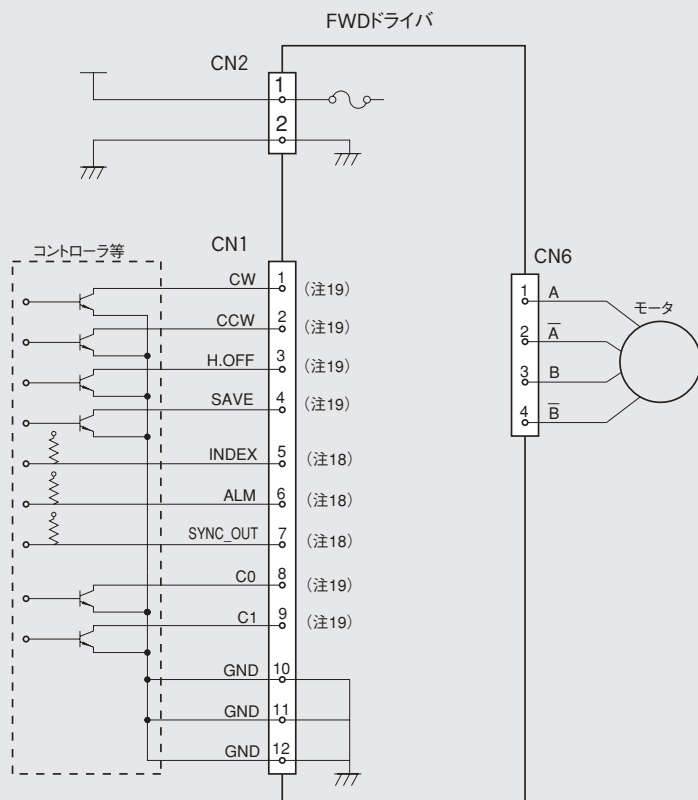 FWDドライバ
CN2
1
2
コントローラ等
CN1
CW 1 (注19)
CCW 2 (注19)
H.OFF 3 (注19)
SAVE 4 (注19)
INDEX 5 (注18)
ALM 6 (注18)
SYNC_OUT 7 (注18)
C0 8 (注19)
C1 9 (注19)
GND 10
GND 11
GND 12
CN6
モータ
1 A
2 A̅
3 B
4 B̅